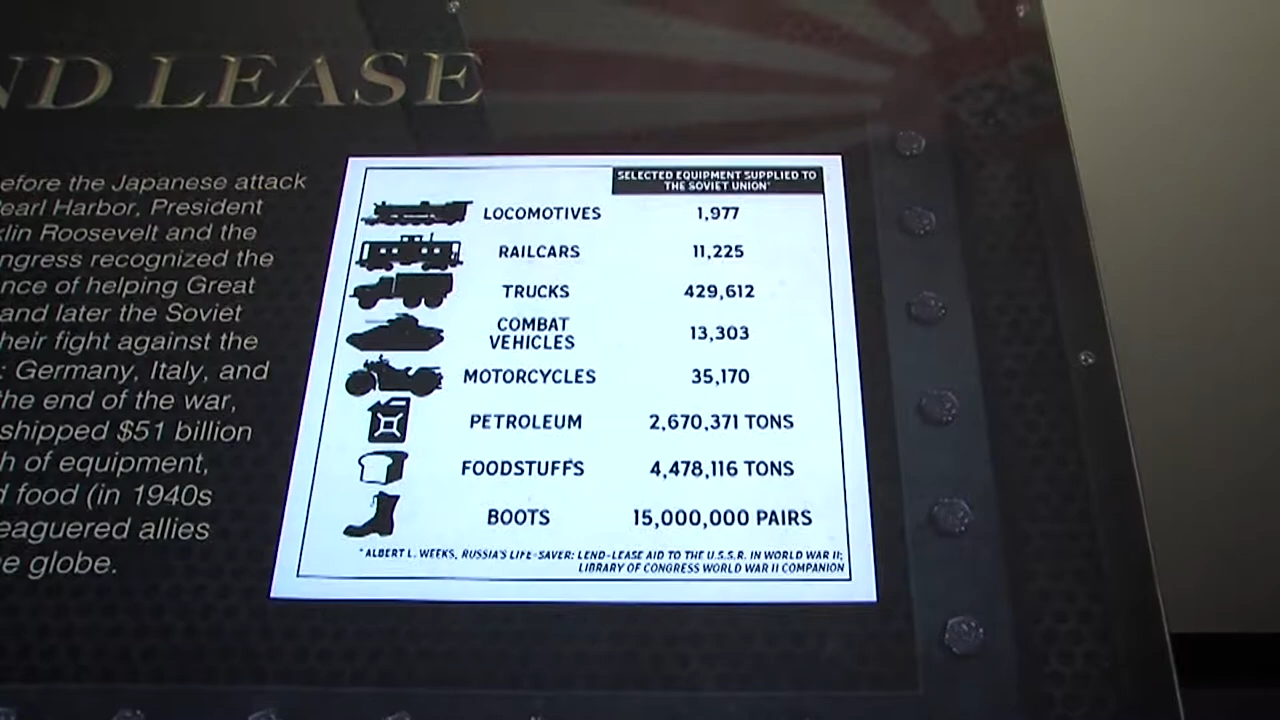 ND LEASE
efore the Japanese attack
earl Harbor, President
klin Roosevelt and the
ngress recognized the
nce of helping Great
and later the Soviet
heir fight against the
: Germany, Italy, and
the end of the war,
shipped $51 billion
h of equipment,
d food (in 1940s
eaguered allies
e globe.
SELECTED EQUIPMENT SUPPLIED TO
THE SOVIET UNION*
LOCOMOTIVES 1,977
RAILCARS 11,225
TRUCKS 429,612
COMBAT
VEHICLES 13,303
MOTORCYCLES 35,170
PETROLEUM 2,670,371 TONS
FOODSTUFFS 4,478,116 TONS
BOOTS 15,000,000 PAIRS
* ALBERT L. WEEKS, RUSSIA'S LIFE-SAVER: LEND-LEASE AID TO THE U.S.S.R. IN WORLD WAR II;
LIBRARY OF CONGRESS WORLD WAR II COMPANION